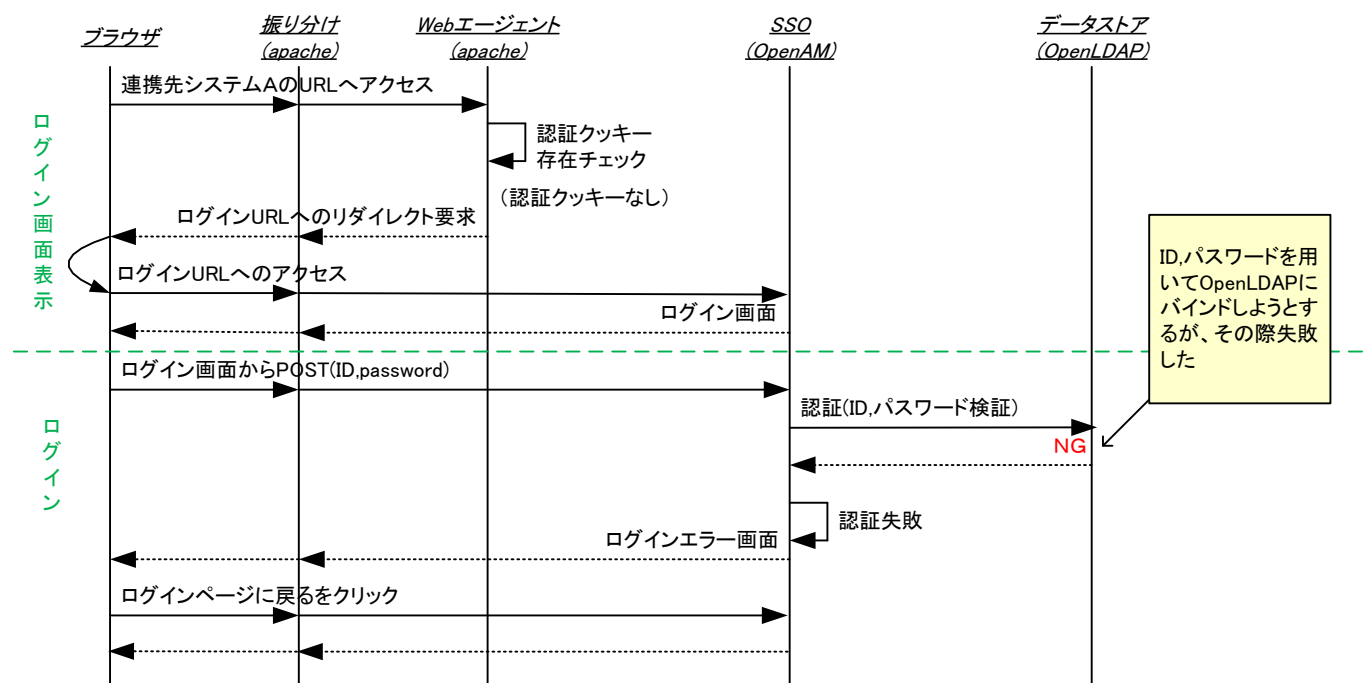 ブラウザ
振り分け
(apache)
Webエージェント
(apache)
SSO
(OpenAM)
データストア
(OpenLDAP)
ログイン画面表示
連携先システムAのURLへアクセス
認証クッキー
存在チェック
(認証クッキーなし)
ログインURLへのリダイレクト要求
ログインURLへのアクセス
ログイン画面
ID,パスワードを用
いてOpenLDAPに
バインドしようとす
るが、その際失敗
した
ログイン
ログイン画面からPOST(ID,password)
認証(ID,パスワード検証)
NG
認証失敗
ログインエラー画面
ログインページに戻るをクリック